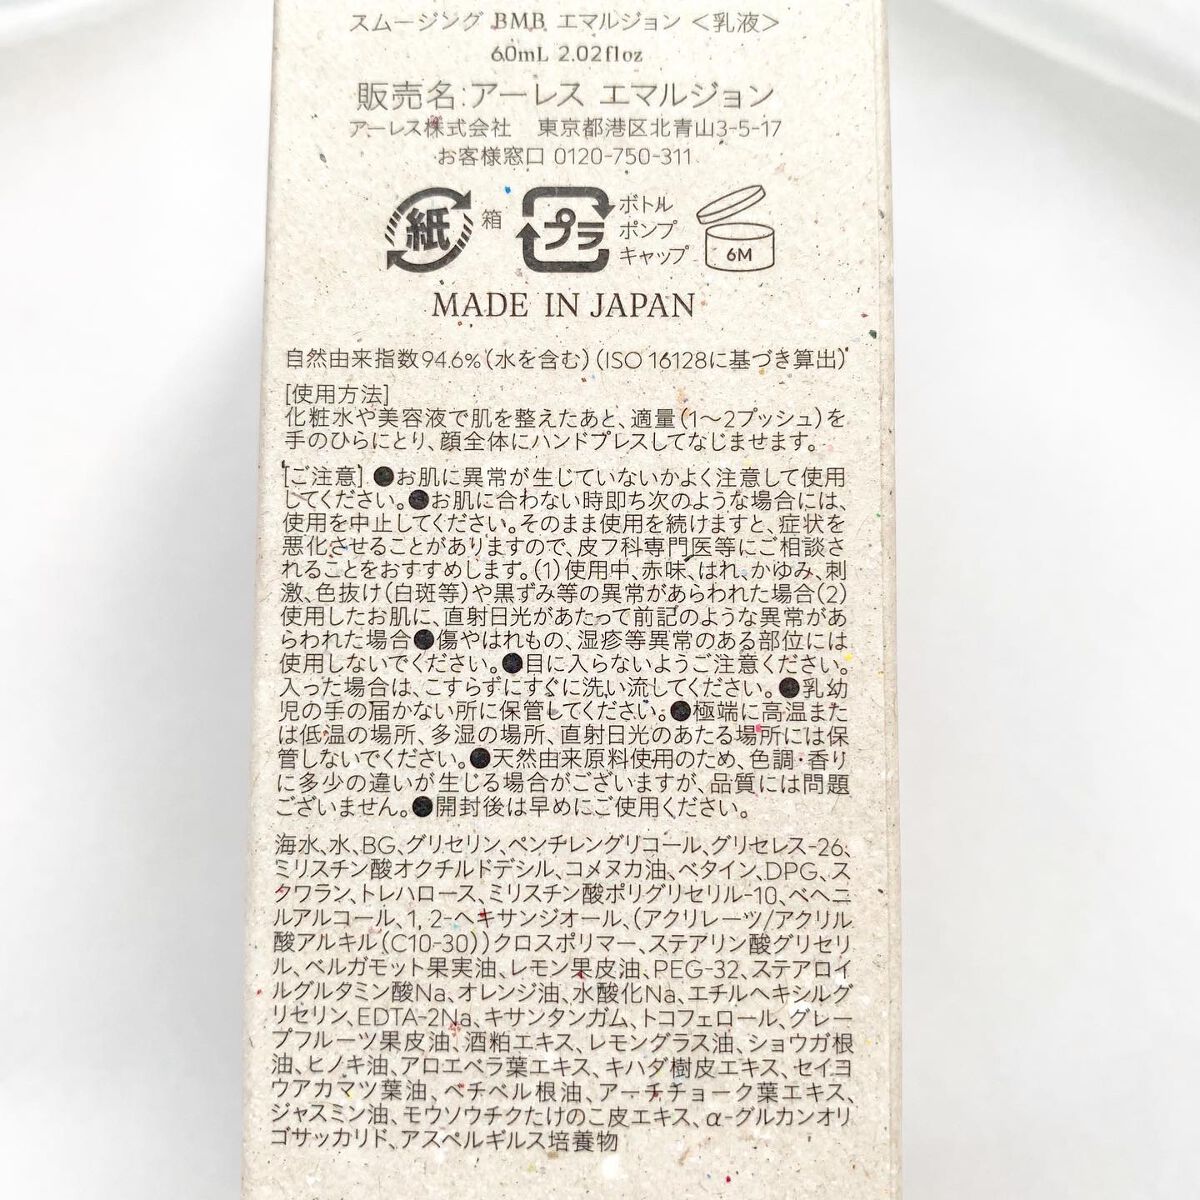 スムージング BMB エマルジョン <乳液>
60mL 2.02floz
販売名:アーレス エマルジョン
アーレス株式会社 東京都港区北青山3-5-17
お客様窓口 0120-750-311
紙 箱 プラ ボトル
ポンプ
キャップ 6M
MADE IN JAPAN
自然由来指数94.6%(水を含む)(ISO 16128に基づき算出)
[使用方法]
化粧水や美容液で肌を整えたあと、適量(1〜2プッシュ)を
手のひらにとり、顔全体にハンドプレスしてなじませます。
[ご注意] ●お肌に異常が生じていないかよく注意して使用
してください。●お肌に合わない時即ち次のような場合には、
使用を中止してください。そのまま使用を続けますと、症状を
悪化させることがありますので、皮フ科専門医等にご相談さ
れることをおすすめします。(1)使用中、赤味、はれ、かゆみ、刺
激、色抜け(白斑等)や黒ずみ等の異常があらわれた場合(2)
使用したお肌に、直射日光があたって前記のような異常があ
らわれた場合●傷やはれもの、湿疹等異常のある部位には
使用しないでください。●目に入らないようご注意ください。
入った場合は、こすらずにすぐに洗い流してください。●乳幼
児の手の届かない所に保管してください。●極端に高温また
は低温の場所、多湿の場所、直射日光のあたる場所には保
管しないでください。●天然由来原料使用のため、色調・香り
に多少の違いが生じる場合がございますが、品質には問題
ございません。●開封後は早めにご使用ください。
海水、水、BG、グリセリン、ペンチレングリコール、グリセレス-26、
ミリスチン酸オクチルドデシル、コメヌカ油、ベタイン、DPG、ス
クワラン、トレハロース、ミリスチン酸ポリグリセリル-10、ベヘニ
ルアルコール、1,2-ヘキサンジオール、(アクリレーツ/アクリル
酸アルキル(C10-30))クロスポリマー、ステアリン酸グリセリ
ル、ベルガモット果実油、レモン果皮油、PEG-32、ステアロイ
ルグルタミン酸Na、オレンジ油、水酸化Na、エチルヘキシルグ
リセリン、EDTA-2Na、キサンタンガム、トコフェロール、グレー
プフルーツ果皮油、酒粕エキス、レモングラス油、ショウガ根
油、ヒノキ油、アロエベラ葉エキス、キハダ樹皮エキス、セイヨ
ウアカマツ葉油、ベチベル根油、アーチチョーク葉エキス、
ジャスミン油、モウソウチクたけのこ皮エキス、α-グルカンオリ
ゴサッカリド、アスペルギルス培養物